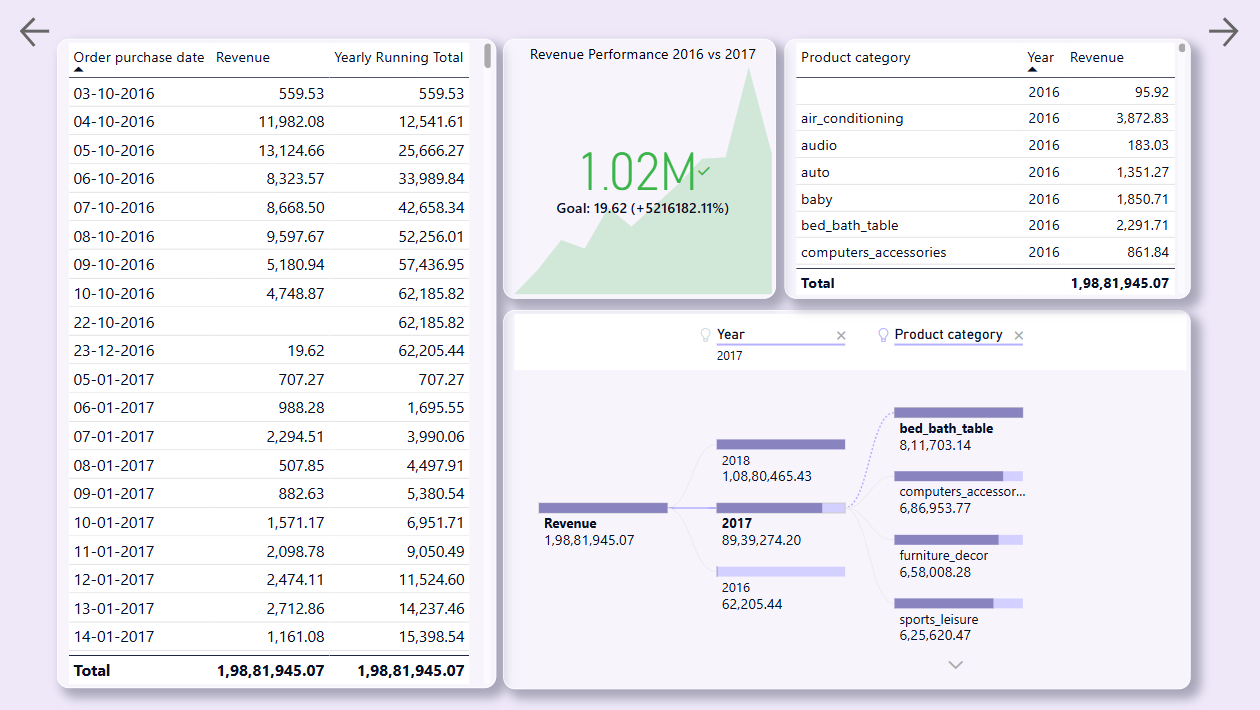 Order purchase date Revenue Yearly Running Total
03-10-2016 559.53 559.53
04-10-2016 11,982.08 12,541.61
05-10-2016 13,124.66 25,666.27
06-10-2016 8,323.57 33,989.84
07-10-2016 8,668.50 42,658.34
08-10-2016 9,597.67 52,256.01
09-10-2016 5,180.94 57,436.95
10-10-2016 4,748.87 62,185.82
22-10-2016 62,185.82
23-12-2016 19.62 62,205.44
05-01-2017 707.27 707.27
06-01-2017 988.28 1,695.55
07-01-2017 2,294.51 3,990.06
08-01-2017 507.85 4,497.91
09-01-2017 882.63 5,380.54
10-01-2017 1,571.17 6,951.71
11-01-2017 2,098.78 9,050.49
12-01-2017 2,474.11 11,524.60
13-01-2017 2,712.86 14,237.46
14-01-2017 1,161.08 15,398.54
Total 1,98,81,945.07 1,98,81,945.07
Revenue Performance 2016 vs 2017
1.02M
Goal: 19.62 (+5216182.11%)
Product category Year Revenue
2016 95.92
air_conditioning 2016 3,872.83
audio 2016 183.03
auto 2016 1,351.27
baby 2016 1,850.71
bed_bath_table 2016 2,291.71
computers_accessories 2016 861.84
Total 1,98,81,945.07
Year
2017
Product category
Revenue
1,98,81,945.07
2018
1,08,80,465.43
2017
89,39,274.20
2016
62,205.44
bed_bath_table
8,11,703.14
computers_accessor...
6,86,953.77
furniture_decor
6,58,008.28
sports_leisure
6,25,620.47